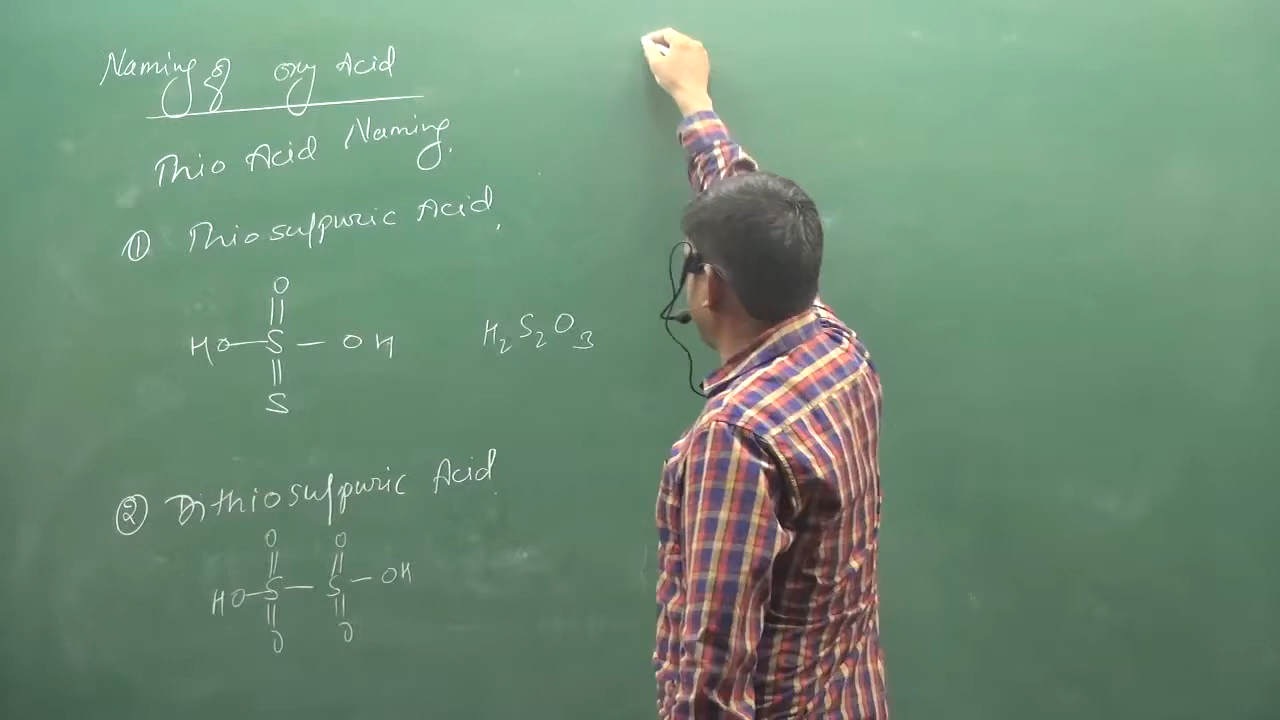 Naming of oxy Acid
Thio Acid Naming.
① Thiosulpuric Acid.
O
HO—S—OH H2S2O3
S
② Dithiosulpuric Acid
O O
HO—S—S—OH
O O